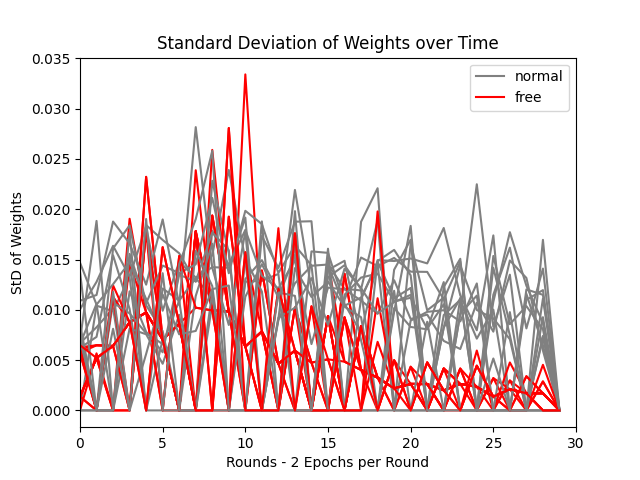 Standard Deviation of Weights over Time
0.035
0.030
0.025
0.020
0.015
0.010
0.005
0.000
StD of Weights
normal
free
0 5 10 15 20 25 30
Rounds - 2 Epochs per Round